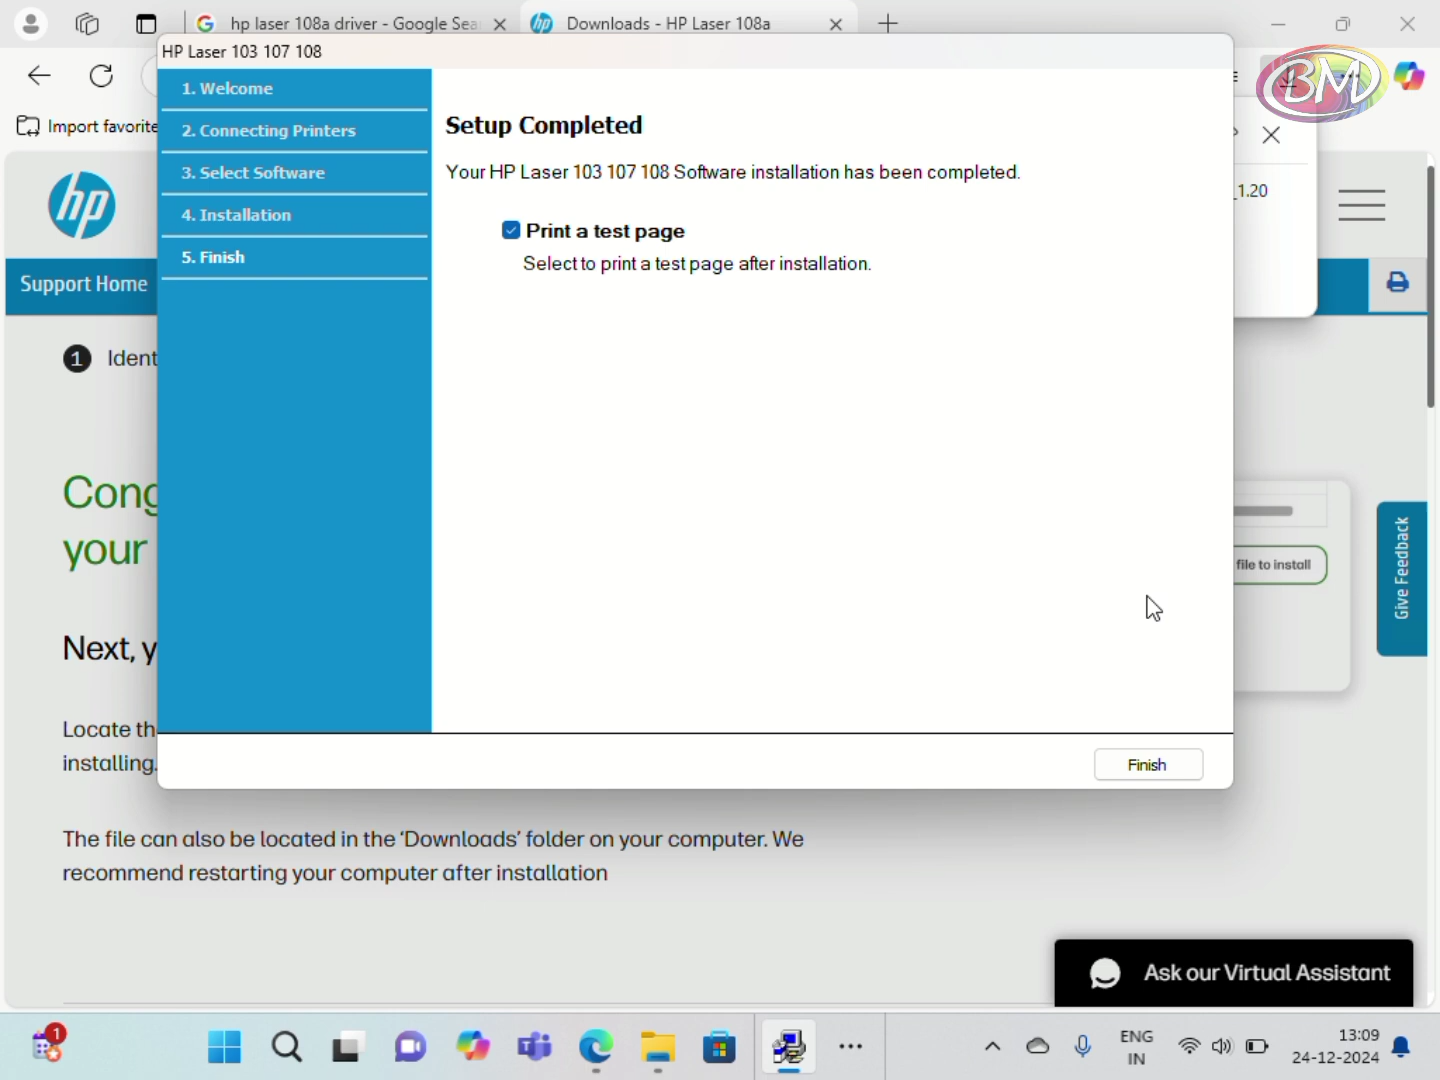 hp laser 108a driver - Google Sea
Downloads - HP Laser 108a
HP Laser 103 107 108
Import favorite
BM
1. Welcome
2. Connecting Printers
3. Select Software
4. Installation
5. Finish
Setup Completed
Your HP Laser 103 107 108 Software installation has been completed.
Print a test page
Select to print a test page after installation.
Finish
_1.20
hp
Support Home
1 Ident
Cong
your
file to install
Give Feedback
Next, y
Locate th
installing.
The file can also be located in the ‘Downloads’ folder on your computer. We
recommend restarting your computer after installation
Ask our Virtual Assistant
1
ENG
IN
13:09
24-12-2024